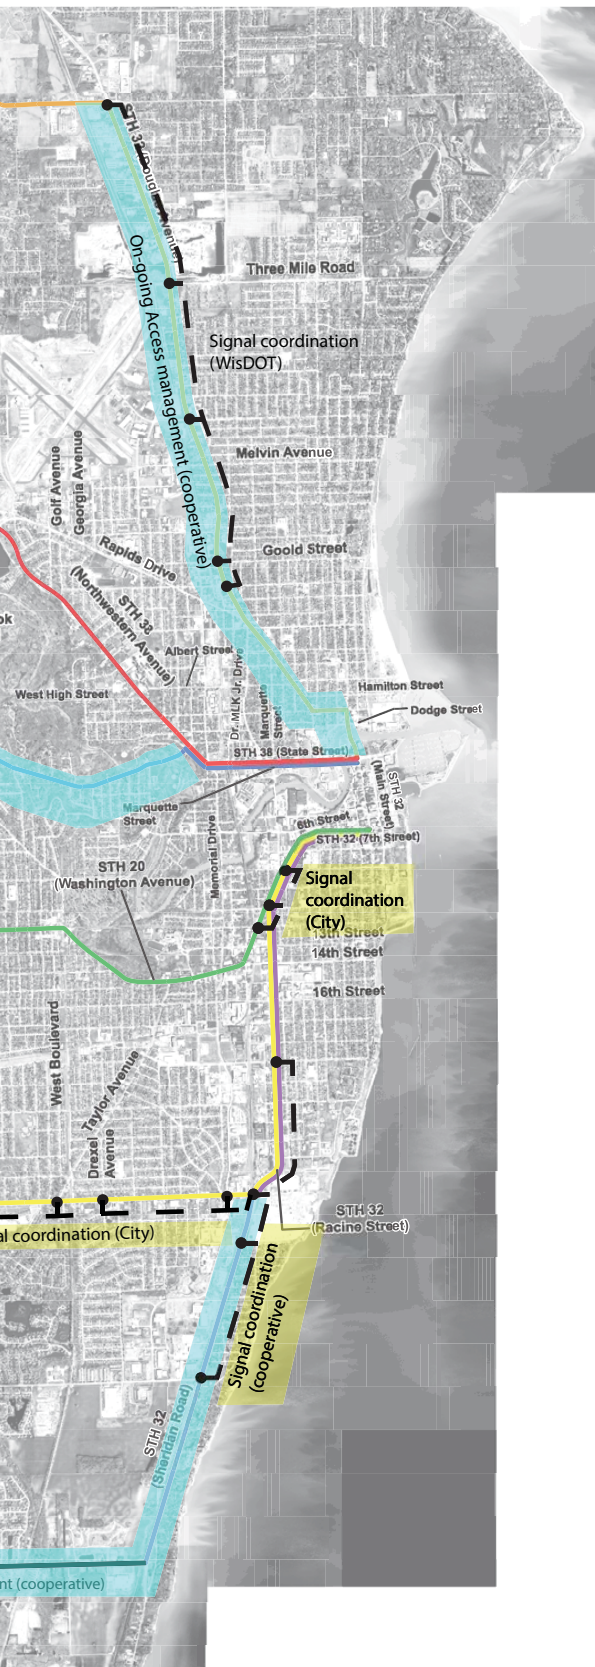 STH 32 (Douglas Avenue)
Three Mile Road
On-going Access management (cooperative)
Signal coordination
(WisDOT)
Melvin Avenue
Golf Avenue
Georgia Avenue
Goold Street
Rapids Drive
STH 38
(Northwestern Avenue)
ok
Albert Street
Dr. MLK Jr. Drive
Marquette
Street
Hamilton Street
West High Street
Dodge Street
STH 38 (State Street)
STH 32
(Main Street)
Marquette
Street
6th Street
STH 32 (7th Street)
Memorial Drive
STH 20
(Washington Avenue)
Signal
coordination
(City)
13th Street
14th Street
16th Street
West Boulevard
Taylor Avenue
Drexel
Avenue
STH 32
(Racine Street)
al coordination (City)
Signal coordination
(cooperative)
STH 32
(Sheridan Road)
nt (cooperative)